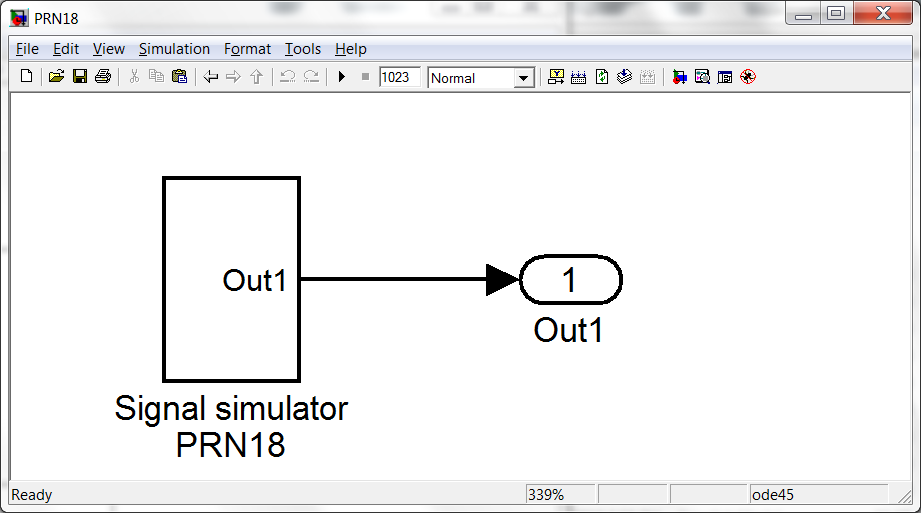 PRN18
File Edit View Simulation Format Tools Help
1023 Normal
Out1
1
Out1
Signal simulator
PRN18
Ready 339% ode45